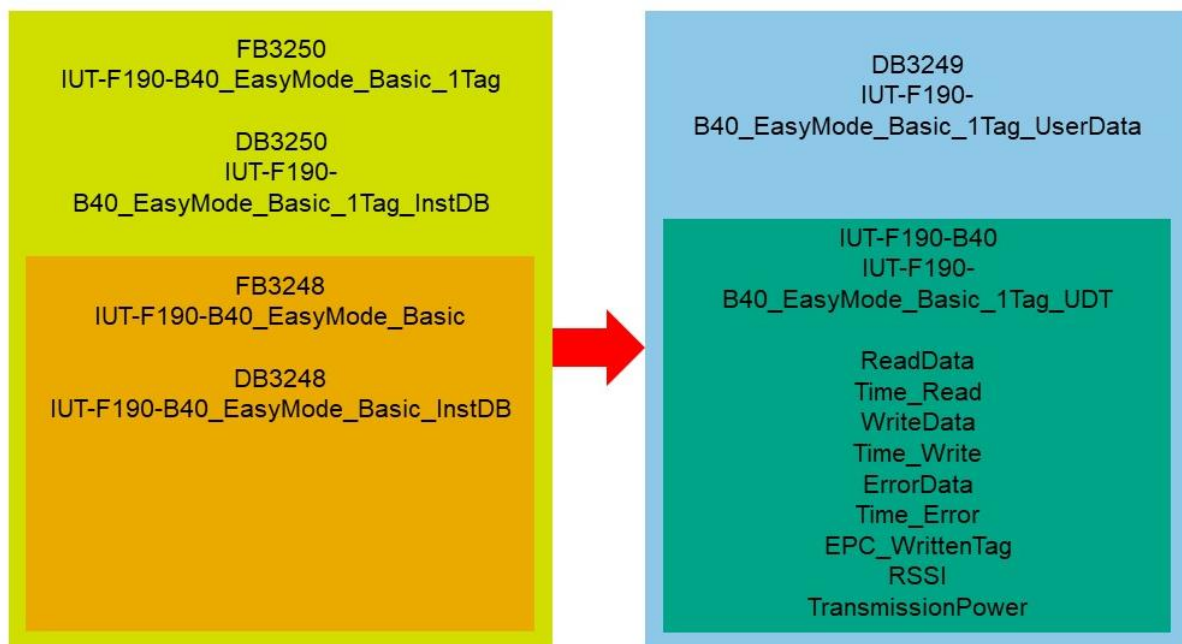 FB3250
IUT-F190-B40_EasyMode_Basic_1Tag
DB3250
IUT-F190-
B40_EasyMode_Basic_1Tag_InstDB
FB3248
IUT-F190-B40_EasyMode_Basic
DB3248
IUT-F190-B40_EasyMode_Basic_InstDB
DB3249
IUT-F190-
B40_EasyMode_Basic_1Tag_UserData
IUT-F190-B40
IUT-F190-
B40_EasyMode_Basic_1Tag_UDT
ReadData
Time_Read
WriteData
Time_Write
ErrorData
Time_Error
EPC_WrittenTag
RSSI
TransmissionPower